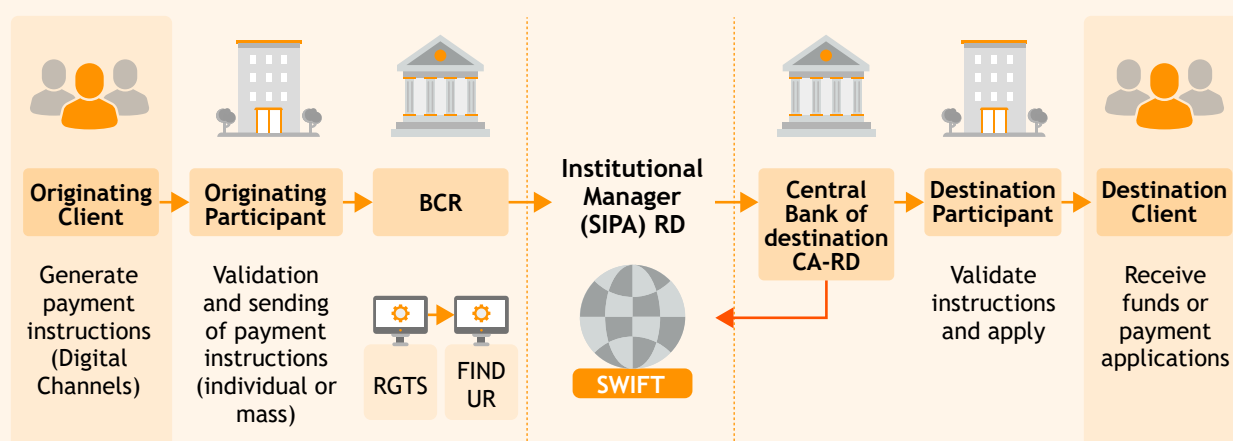 Originating
Client
Originating
Participant
BCR
Institutional
Manager
(SIPA) RD
Central
Bank of
destination
CA-RD
Destination
Participant
Destination
Client
Generate
payment
instructions
(Digital
Channels)
Validation
and sending
of payment
instructions
(individual or
mass)
RGTS
FIND
UR
SWIFT
Validate
instructions
and apply
Receive
funds or
payment
applications